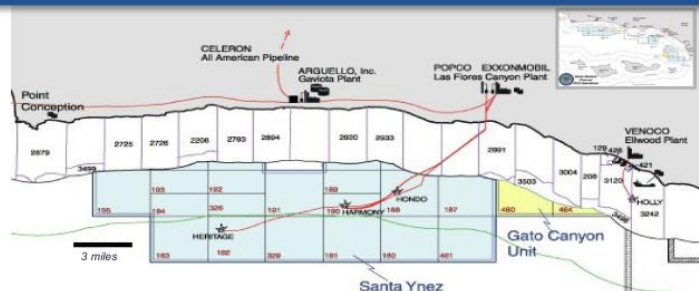 CELERON
All American Pipeline
ARGUELLO, Inc.
Gaviota Plant
POPCO EXXONMOBIL
Las Flores Canyon Plant
Point
Conception
VENOCO
Ellwood Plant
2879
3499
2725
2726
2206
2793
2894
2920
2933
2991
3503
3004
208
129
428
421
3120
HOLLY
3242
193
192
189
HONDO
195
194
326
191
190
HARMONY
188
187
460
464
HERITAGE
183
182
329
181
180
461
3 miles
Gato Canyon
Unit
Santa Ynez